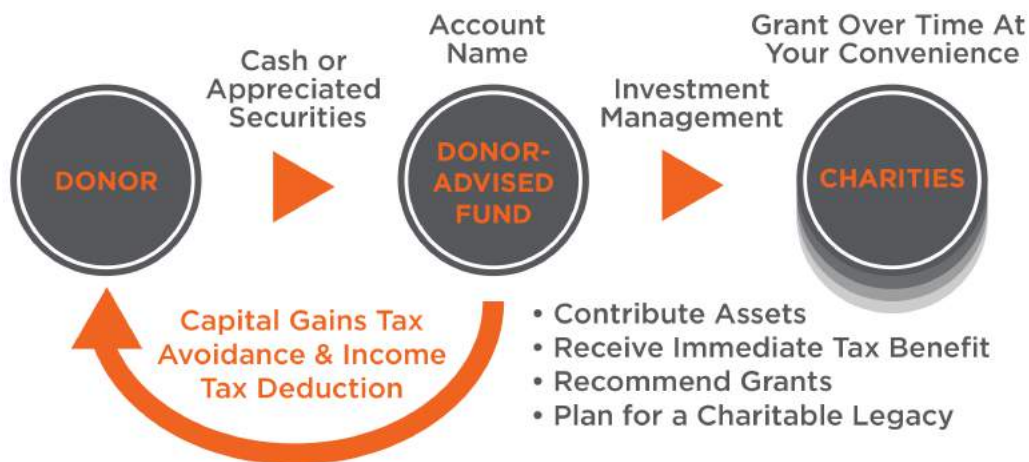 Cash or
Appreciated
Securities
Account
Name
Investment
Management
Grant Over Time At
Your Convenience
DONOR
DONOR-
ADVISED
FUND
CHARITIES
Capital Gains Tax
Avoidance & Income
Tax Deduction
• Contribute Assets
• Receive Immediate Tax Benefit
• Recommend Grants
• Plan for a Charitable Legacy